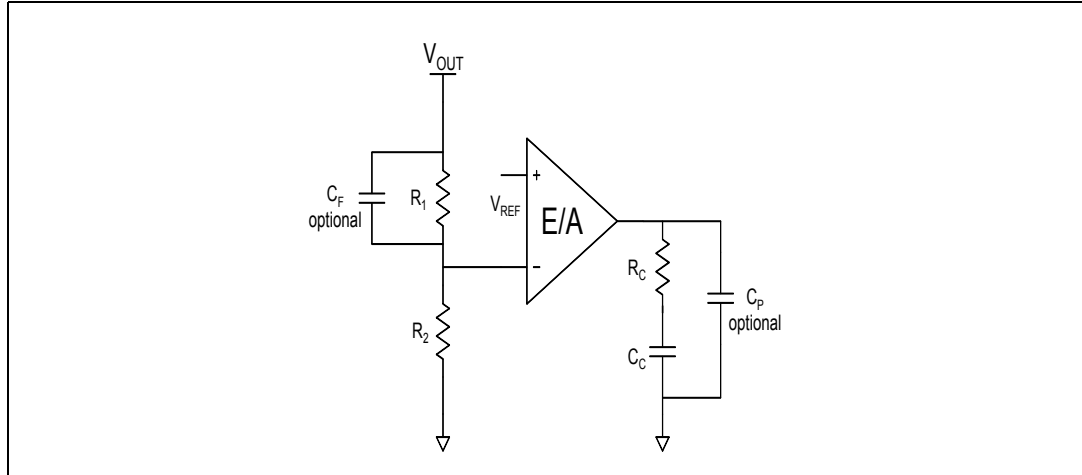 V_OUT
C_F
optional
R_1
V_REF
+
E/A
-
R_2
R_C
C_C
C_P
optional